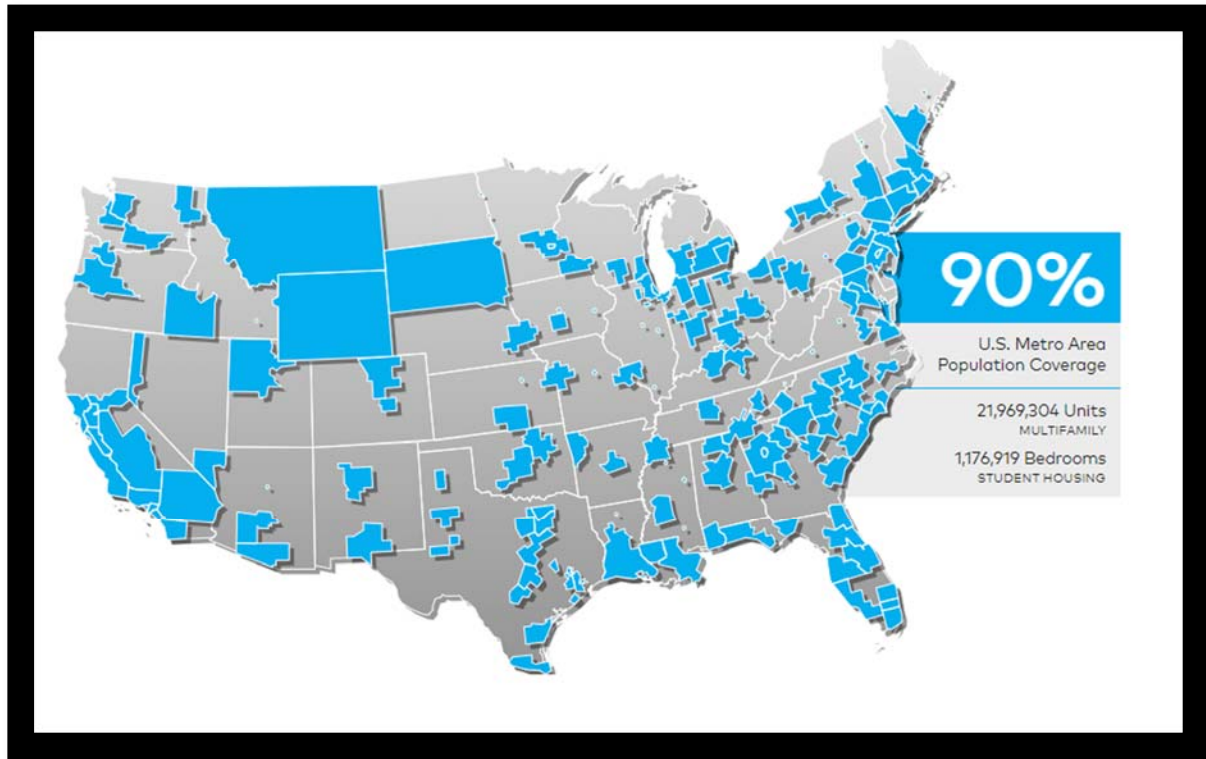 90%
U.S. Metro Area
Population Coverage
21,969,304 Units
MULTIFAMILY
1,176,919 Bedrooms
STUDENT HOUSING